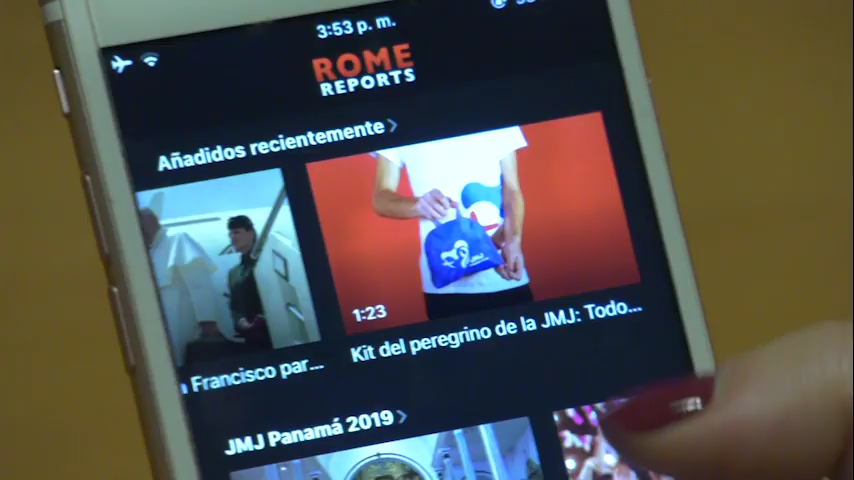 3:53 p. m.
ROME
REPORTS
Añadidos recientemente
1:23
Francisco par...
Kit del peregrino de la JMJ: Todo...
JMJ
JMJ Panamá 2019